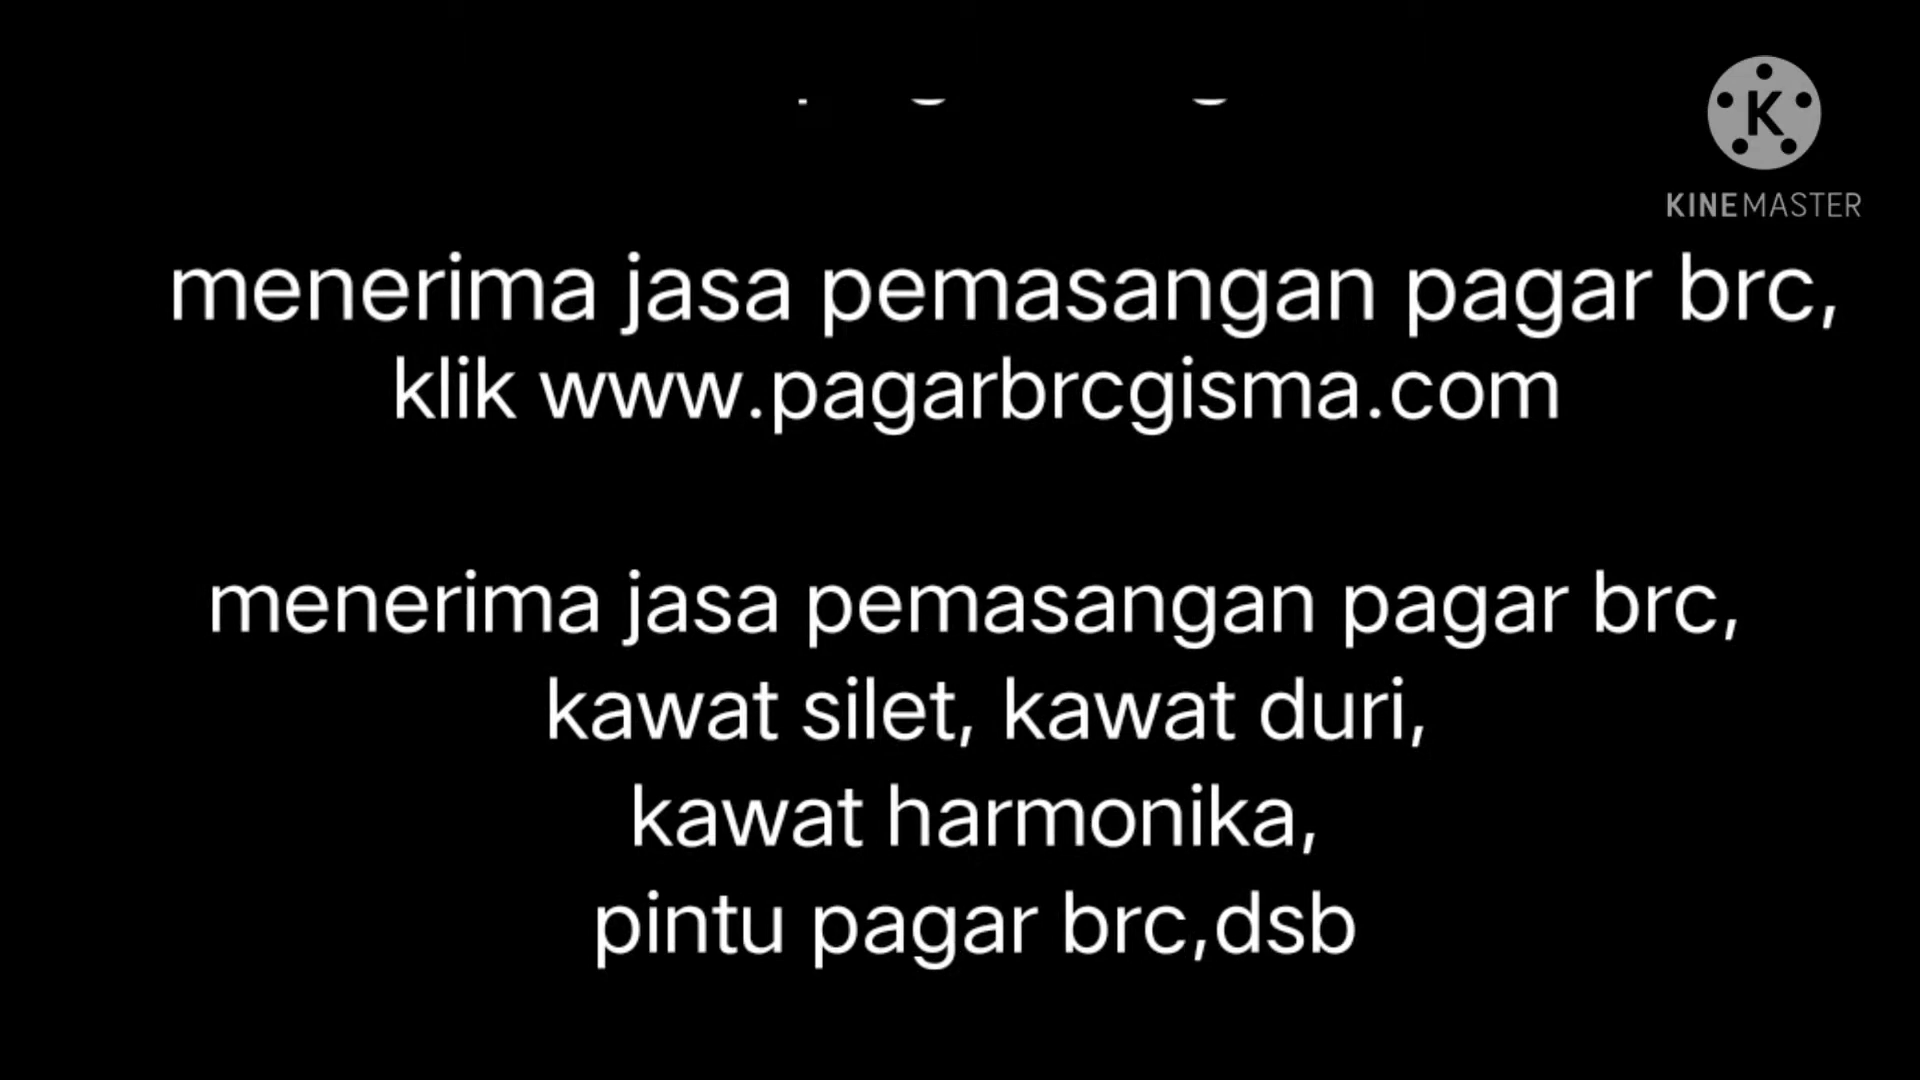 KINEMASTER
menerima jasa pemasangan pagar brc,
klik www.pagarbrcgisma.com
menerima jasa pemasangan pagar brc,
kawat silet, kawat duri,
kawat harmonika,
pintu pagar brc,dsb